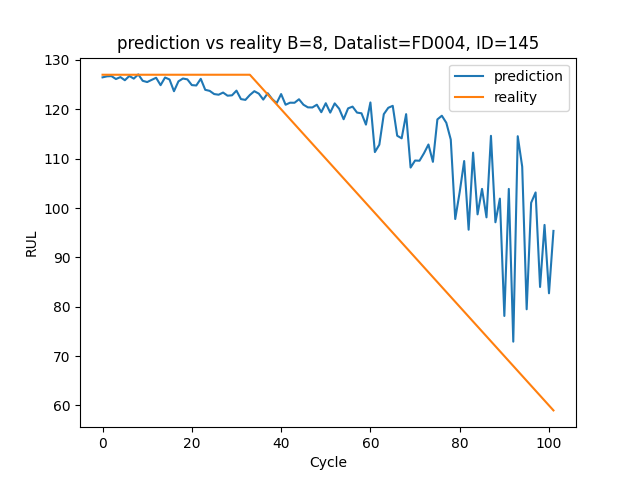 prediction vs reality B=8, Datalist=FD004, ID=145
prediction
reality
RUL
130
120
110
100
90
80
70
60
0 20 40 60 80 100
Cycle